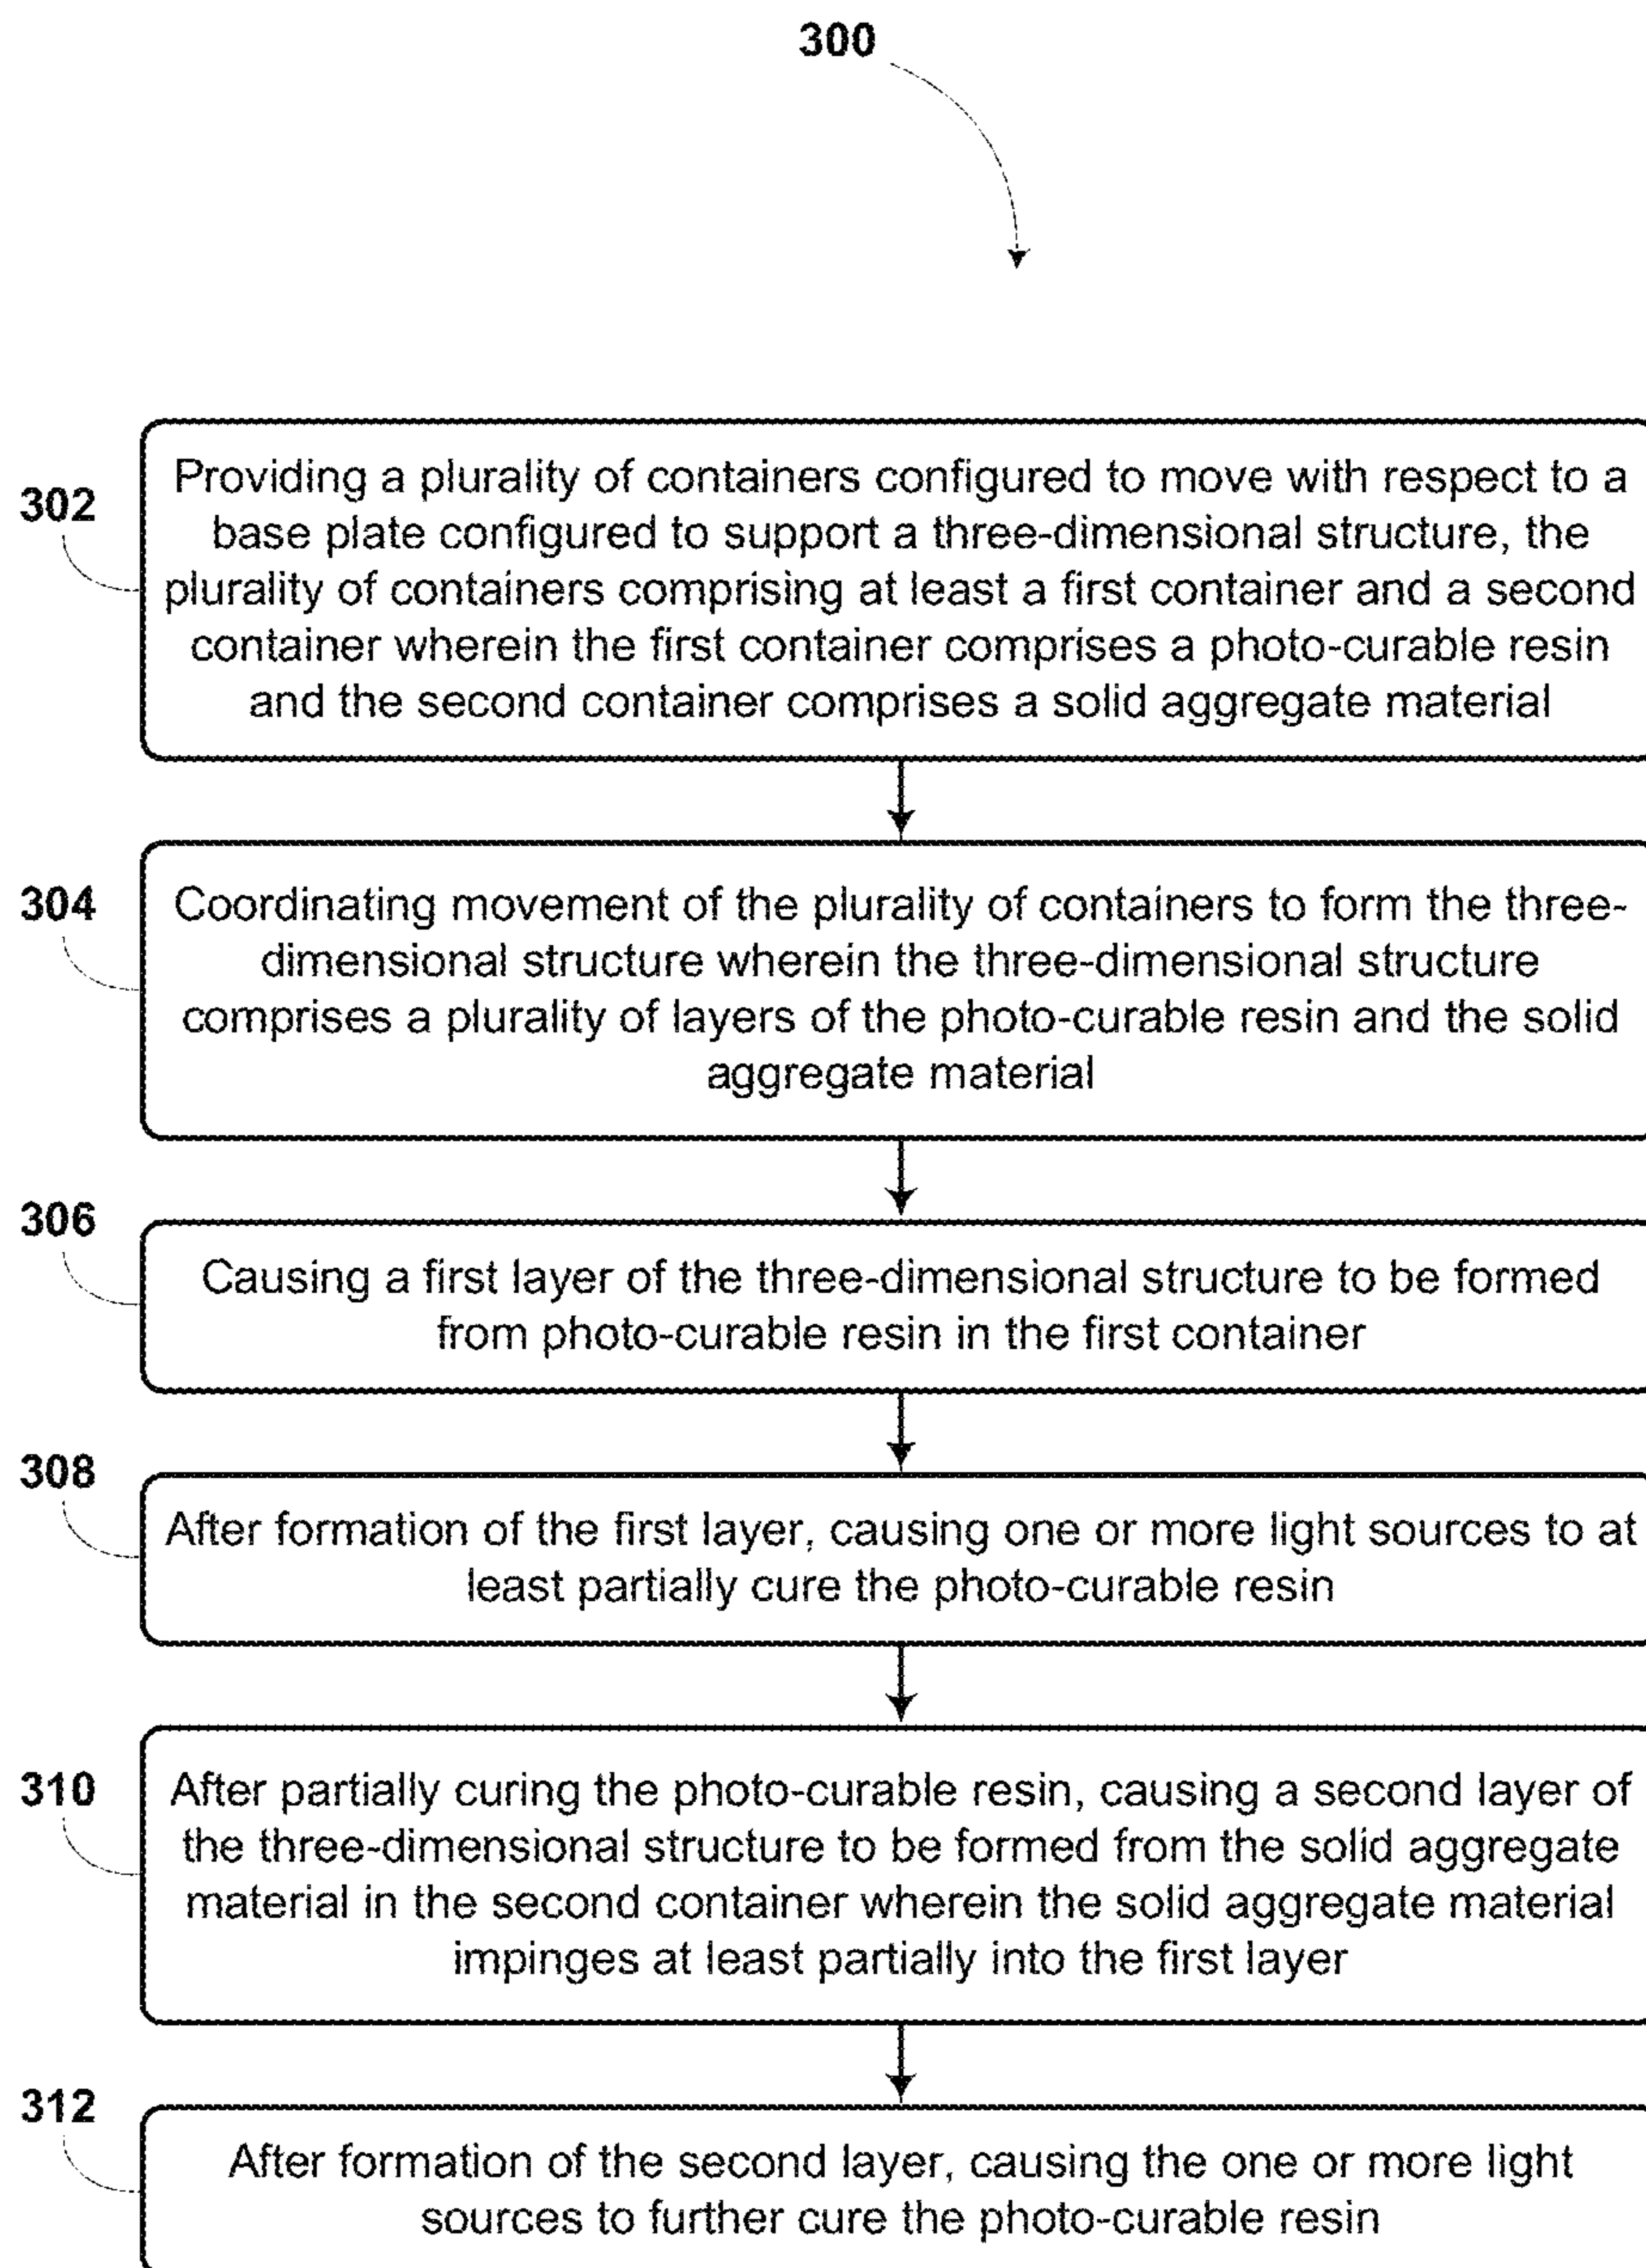 300
302
Providing a plurality of containers configured to move with respect to a
base plate configured to support a three-dimensional structure, the
plurality of containers comprising at least a first container and a second
container wherein the first container comprises a photo-curable resin
and the second container comprises a solid aggregate material
304
Coordinating movement of the plurality of containers to form the three-
dimensional structure wherein the three-dimensional structure
comprises a plurality of layers of the photo-curable resin and the solid
aggregate material
306
Causing a first layer of the three-dimensional structure to be formed
from photo-curable resin in the first container
308
After formation of the first layer, causing one or more light sources to at
least partially cure the photo-curable resin
310
After partially curing the photo-curable resin, causing a second layer of
the three-dimensional structure to be formed from the solid aggregate
material in the second container wherein the solid aggregate material
impinges at least partially into the first layer
312
After formation of the second layer, causing the one or more light
sources to further cure the photo-curable resin